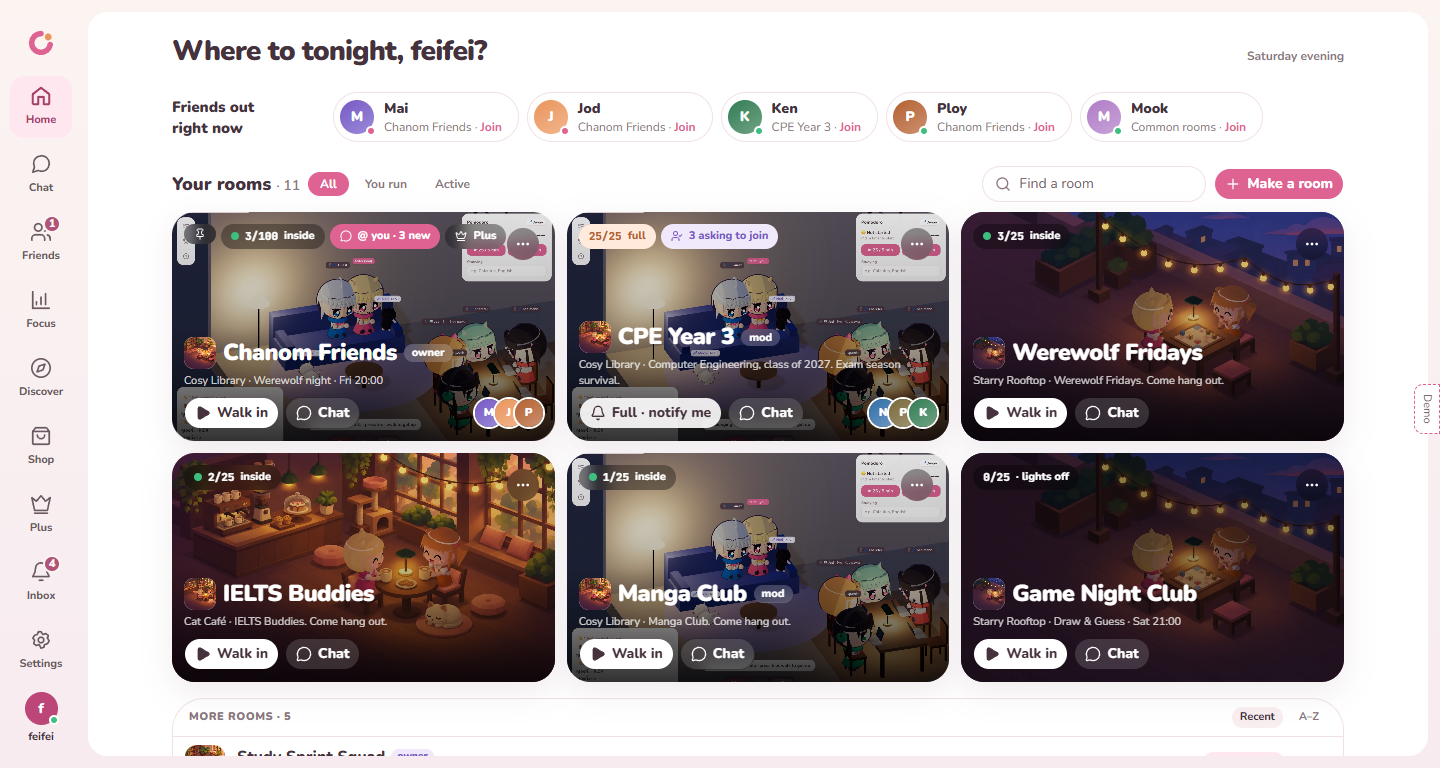 Where to tonight, feifei?
Saturday evening
Home
Chat
1
Friends
Focus
Discover
Shop
Plus
4
Inbox
Settings
f
feifei
Friends out
right now
M
Mai
Chanom Friends · Join
J
Jod
Chanom Friends · Join
K
Ken
CPE Year 3 · Join
P
Ploy
Chanom Friends · Join
M
Mook
Common rooms · Join
Your rooms · 11
All
You run
Active
Find a room
Make a room
3/100 inside
@ you · 3 new
Plus
Chanom Friends owner
Cosy Library · Werewolf night · Fri 20:00
Walk in
Chat
M J P
25/25 full
3 asking to join
CPE Year 3 mod
Cosy Library · Computer Engineering, class of 2027. Exam season
survival.
Full · notify me
Chat
N P K
3/25 inside
Werewolf Fridays
Starry Rooftop · Werewolf Fridays. Come hang out.
Walk in
Chat
Demo
2/25 inside
IELTS Buddies
Cat Café · IELTS Buddies. Come hang out.
Walk in
Chat
1/25 inside
Pomodoro
Manga Club mod
Cosy Library · Manga Club. Come hang out.
Walk in
Chat
0/25 · lights off
Game Night Club
Starry Rooftop · Draw & Guess · Sat 21:00
Walk in
Chat
MORE ROOMS · 5
Recent
A–Z
Study Sprint Squad owner